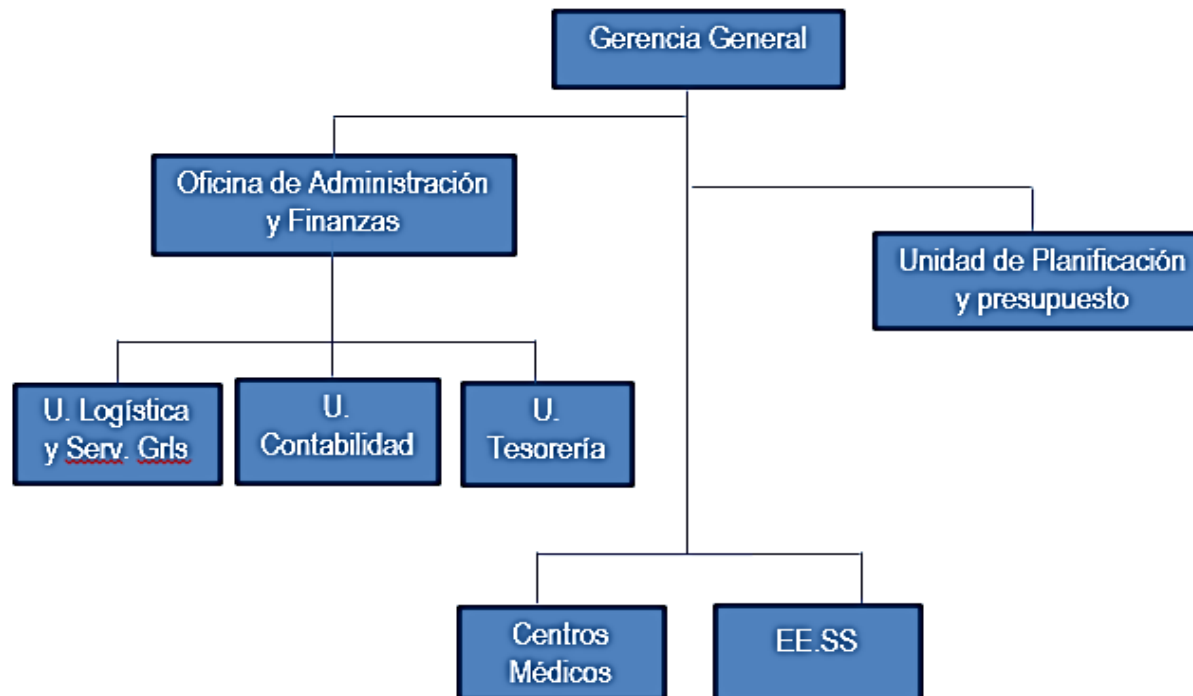 Gerencia General
Oficina de Administración
y Finanzas
Unidad de Planificación
y presupuesto
U. Logística
y Serv. Grls
U.
Contabilidad
U.
Tesorería
Centros
Médicos
EE.SS